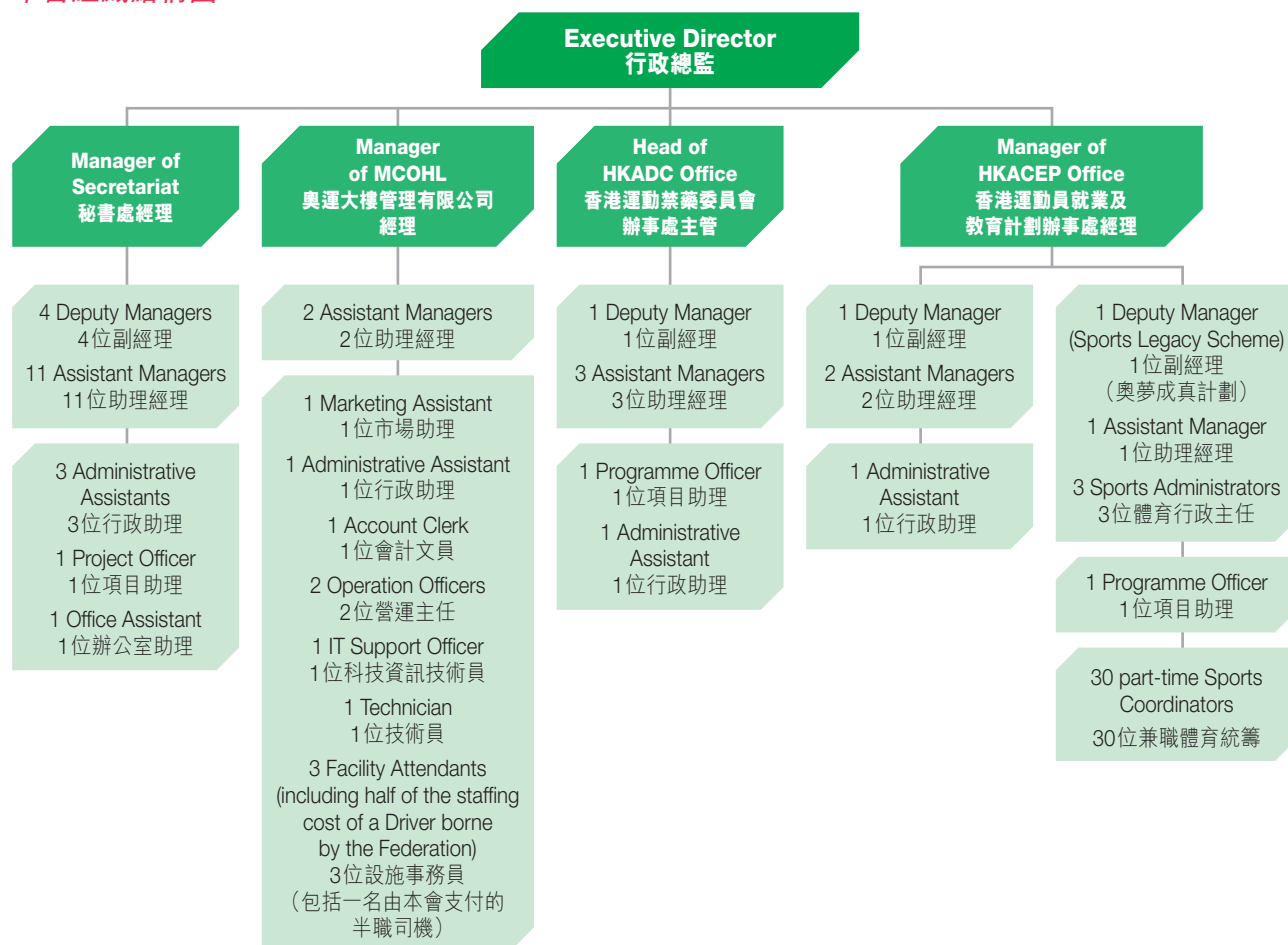 Executive Director
行政總監
Manager of
Secretariat
秘書處經理
Manager
of MCOHL
奧運大樓管理有限公司
經理
Head of
HKADC Office
香港運動禁藥委員會
辦事處主管
Manager of
HKACEP Office
香港運動員就業及
教育計劃辦事處經理
4 Deputy Managers
4位副經理
11 Assistant Managers
11位助理經理
3 Administrative
Assistants
3位行政助理
1 Project Officer
1位項目助理
1 Office Assistant
1位辦公室助理
2 Assistant Managers
2位助理經理
1 Marketing Assistant
1位市場助理
1 Administrative Assistant
1位行政助理
1 Account Clerk
1位會計文員
2 Operation Officers
2位營運主任
1 IT Support Officer
1位科技資訊技術員
1 Technician
1位技術員
3 Facility Attendants
(including half of the staffing
cost of a Driver borne
by the Federation)
3位設施事務員
（包括一名由本會支付的
半職司機）
1 Deputy Manager
1位副經理
3 Assistant Managers
3位助理經理
1 Programme Officer
1位項目助理
1 Administrative
Assistant
1位行政助理
1 Deputy Manager
1位副經理
2 Assistant Managers
2位助理經理
1 Administrative
Assistant
1位行政助理
1 Deputy Manager
(Sports Legacy Scheme)
1位副經理
（奧夢成真計劃）
1 Assistant Manager
1位助理經理
3 Sports Administrators
3位體育行政主任
1 Programme Officer
1位項目助理
30 part-time Sports
Coordinators
30位兼職體育統籌